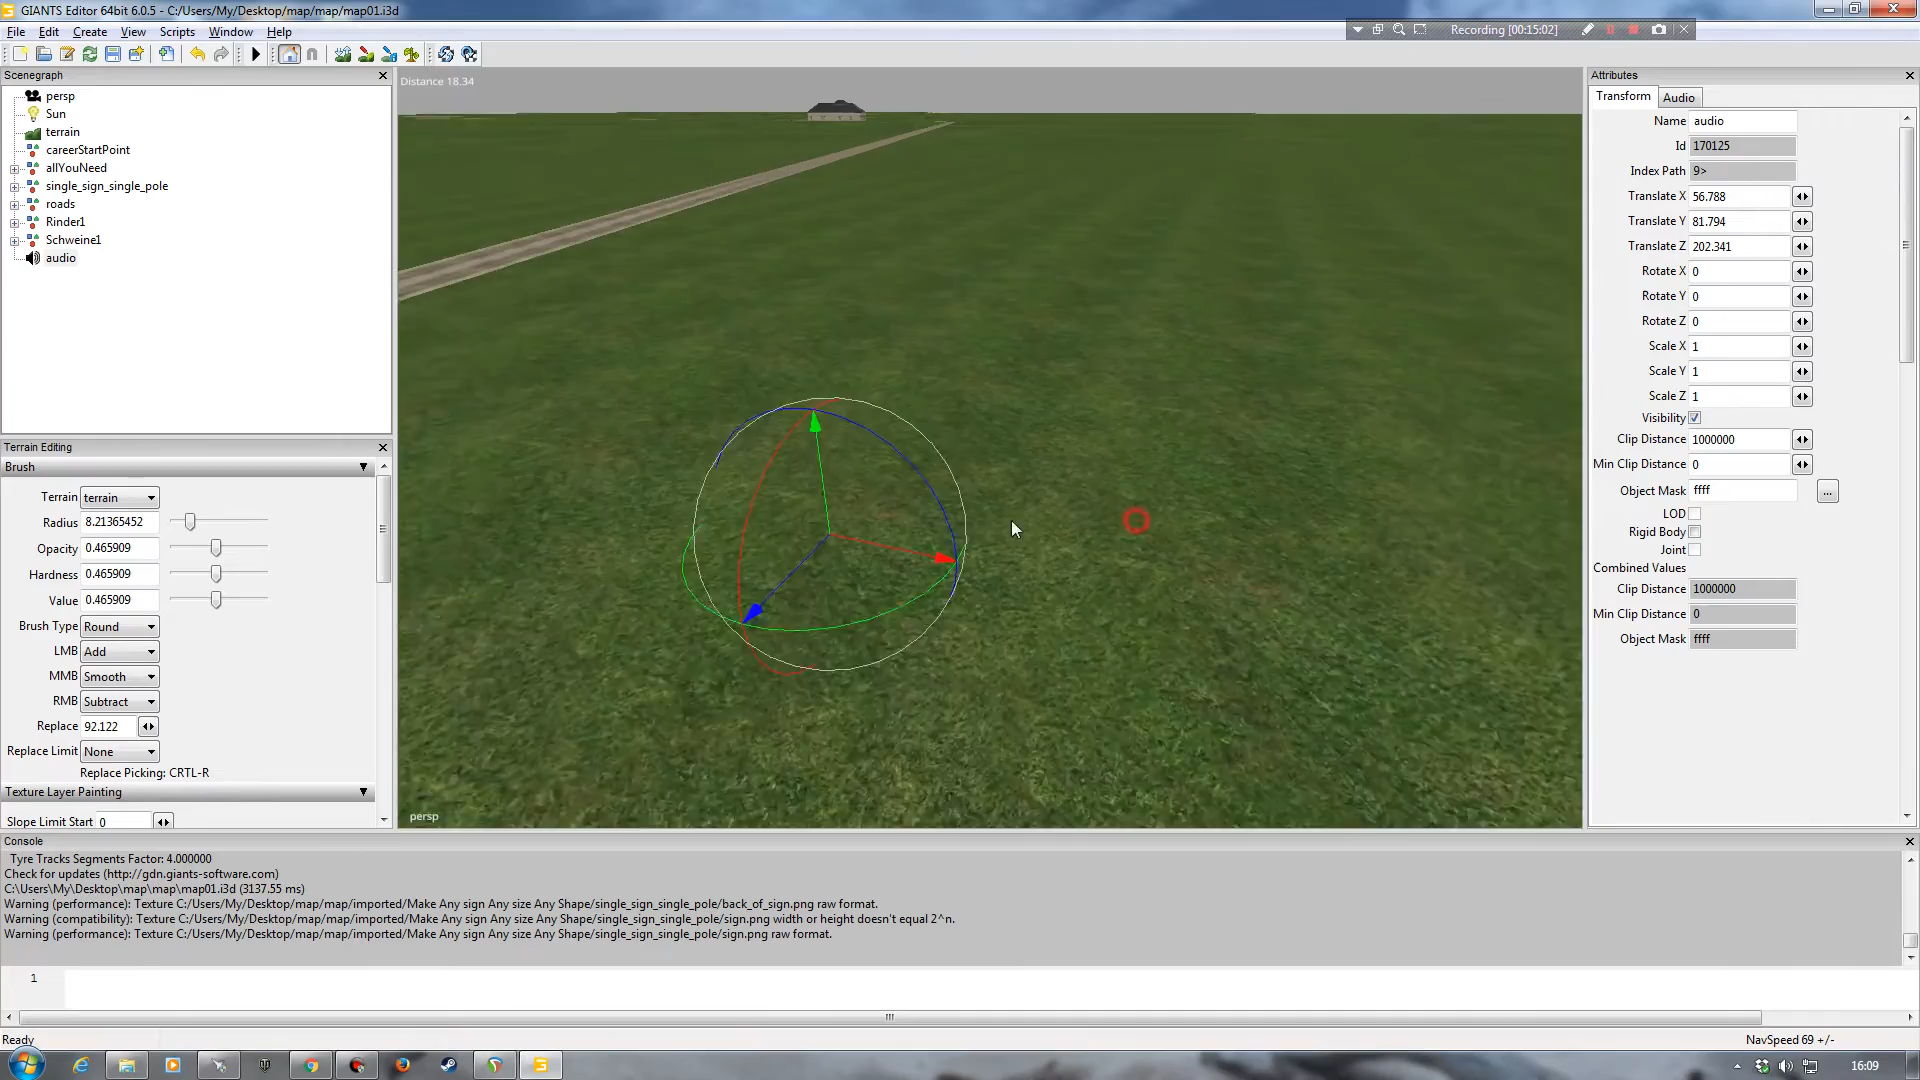 GIANTS Editor 64bit 6.0.5 - C:/Users/My/Desktop/map/map/map01.i3d
File Edit Create View Scripts Window Help
Recording [00:15:02]
Scenegraph
persp
Sun
terrain
careerStartPoint
allYouNeed
single_sign_single_pole
roads
Rinder1
Schweine1
audio
Terrain Editing
Brush
Terrain terrain
Radius 8.21365452
Opacity 0.465909
Hardness 0.465909
Value 0.465909
Brush Type Round
LMB Add
MMB Smooth
RMB Subtract
Replace 92.122
Replace Limit None
Replace Picking: CRTL-R
Texture Layer Painting
Slope Limit Start 0
Distance 18.34
persp
Attributes
Transform Audio
Name audio
Id 170125
Index Path 9>
Translate X 56.788
Translate Y 81.794
Translate Z 202.341
Rotate X 0
Rotate Y 0
Rotate Z 0
Scale X 1
Scale Y 1
Scale Z 1
Visibility
Clip Distance 1000000
Min Clip Distance 0
Object Mask ffff ...
LOD
Rigid Body
Joint
Combined Values
Clip Distance 1000000
Min Clip Distance 0
Object Mask ffff
Console
Tyre Tracks Segments Factor: 4.000000
Check for updates (http://gdn.giants-software.com)
C:\Users\My\Desktop\map\map\map01.i3d (3137.55 ms)
Warning (performance): Texture C:/Users/My/Desktop/map/map/imported/Make Any sign Any size Any Shape/single_sign_single_pole/back_of_sign.png raw format.
Warning (compatibility): Texture C:/Users/My/Desktop/map/map/imported/Make Any sign Any size Any Shape/single_sign_single_pole/sign.png width or height doesn't equal 2^n.
Warning (performance): Texture C:/Users/My/Desktop/map/map/imported/Make Any sign Any size Any Shape/single_sign_single_pole/sign.png raw format.
1
Ready
NavSpeed 69 +/-
16:09